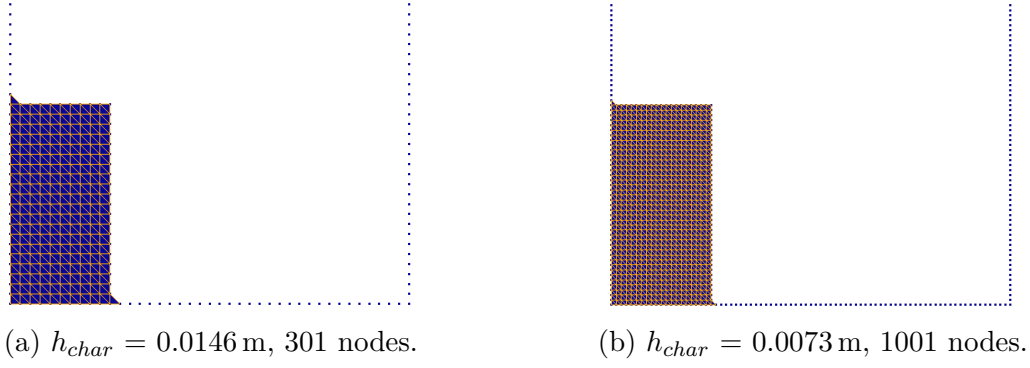 (a) h_{char} = 0.0146 m, 301 nodes.
(b) h_{char} = 0.0073 m, 1001 nodes.